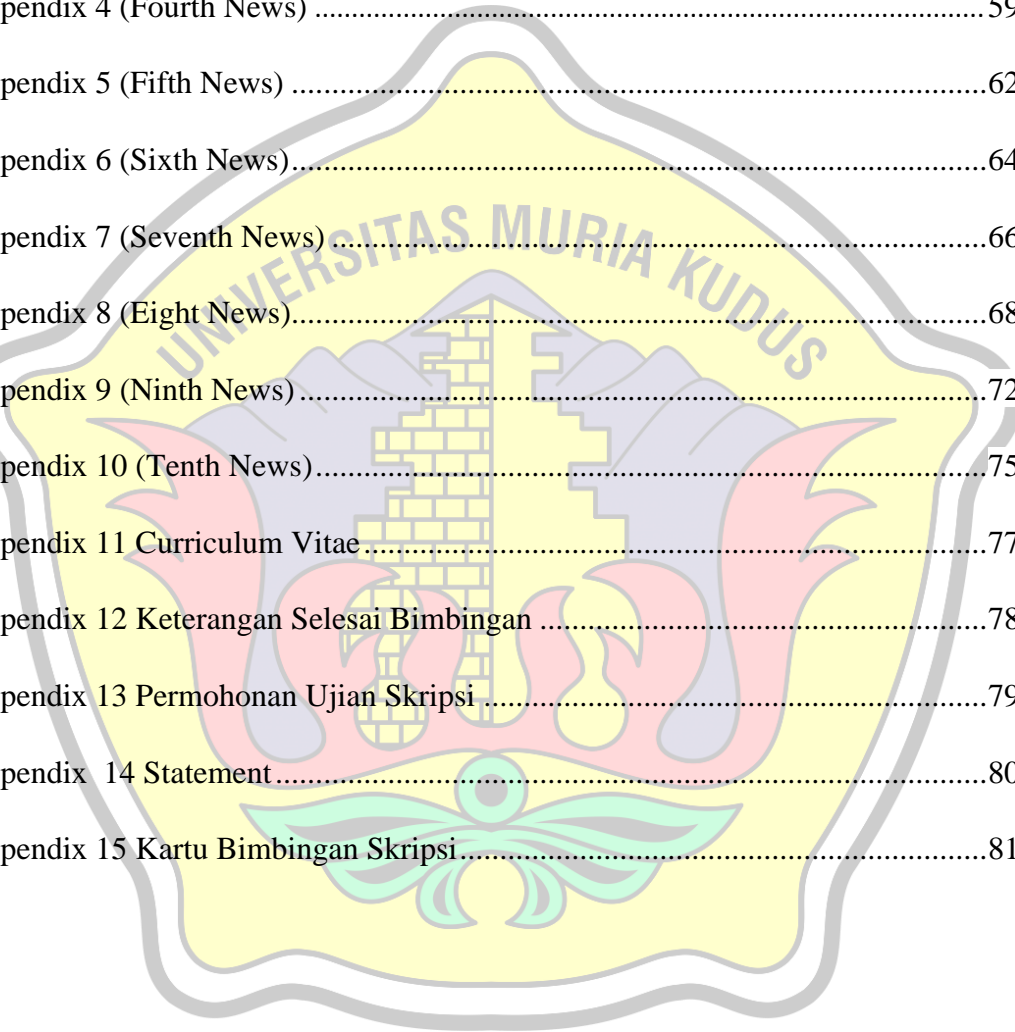 pendix 4 (Fourth News) ........................................................................................ 59
pendix 5 (Fifth News) ........................................................................................ 62
pendix 6 (Sixth News)........................................................................................ 64
UNIVERSITAS MURIA KUDUS
pendix 7 (Seventh News) ........................................................................................ 66
pendix 8 (Eight News)........................................................................................ 68
pendix 9 (Ninth News) ........................................................................................ 72
pendix 10 (Tenth News)........................................................................................ 75
pendix 11 Curriculum Vitae ........................................................................................ 77
pendix 12 Keterangan Selesai Bimbingan ........................................................................................ 78
pendix 13 Permohonan Ujian Skripsi ........................................................................................ 79
pendix  14 Statement ........................................................................................ 80
pendix 15 Kartu Bimbingan Skripsi........................................................................................ 81